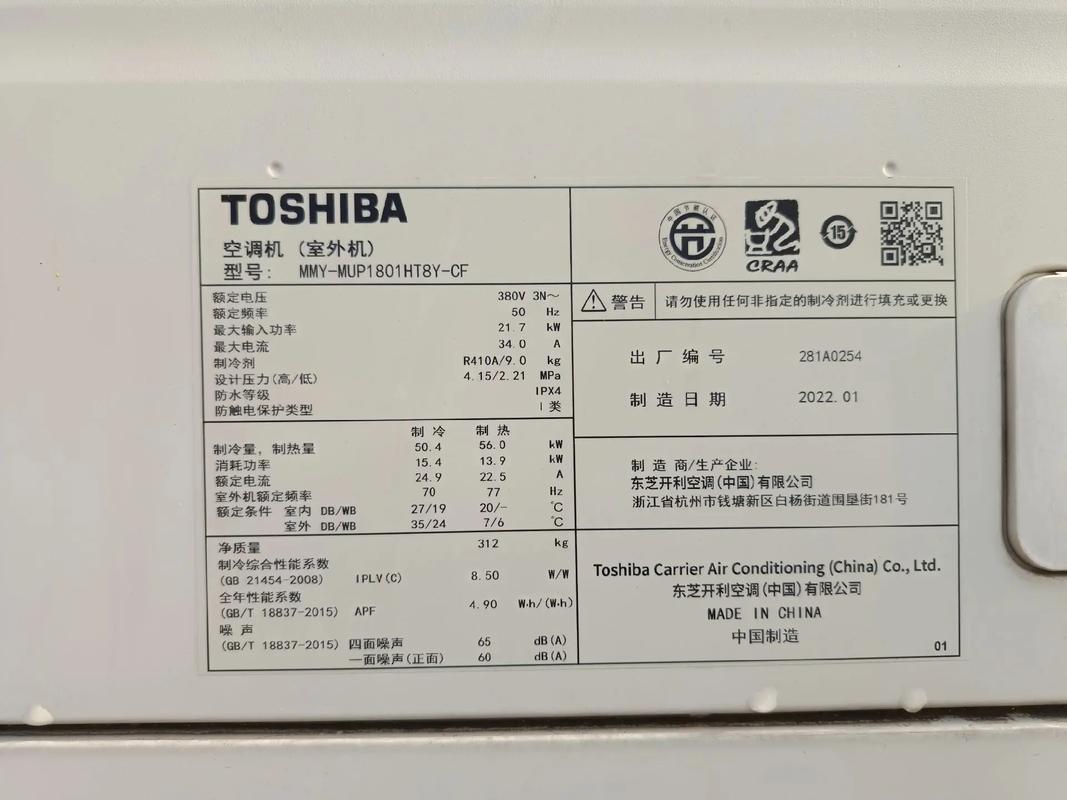 TOSHIBA
空调机 (室外机)
型号: MMY-MUP1801HT8Y-CF
额定电压 380V 3N~
额定频率 50 Hz
最大输入功率 21.7 kW
最大电流 34.0 A
制冷剂 R410A/9.0 kg
设计压力(高/低) 4.15/2.21 MPa
防水等级 IPX4
防触电保护类型 I 类
制冷 制热
制冷量, 制热量 50.4 56.0 kW
消耗功率 15.4 13.9 kW
额定电流 24.9 22.5 A
室外机额定频率 70 77 Hz
额定条件 室内 DB/WB 27/19 20/- ℃
室外 DB/WB 35/24 7/6 ℃
净质量 312 kg
制冷综合性能系数
(GB 21454-2008) IPLV(C) 8.50 W/W
全年性能系数
(GB/T 18837-2015) APF 4.90 W·h/(W·h)
噪声
(GB/T 18837-2015) 四面噪声 65 dB(A)
一面噪声(正面) 60 dB(A)
中国节能认证
Energy Conservation Certification
CRAA
15
警告 请勿使用任何非指定的制冷剂进行填充或更换
出厂编号 281A0254
制造日期 2022.01
制造商/生产企业:
东芝开利空调(中国)有限公司
浙江省杭州市钱塘新区白杨街道围垦街181号
Toshiba Carrier Air Conditioning (China) Co., Ltd.
东芝开利空调(中国)有限公司
MADE IN CHINA
中国制造
01